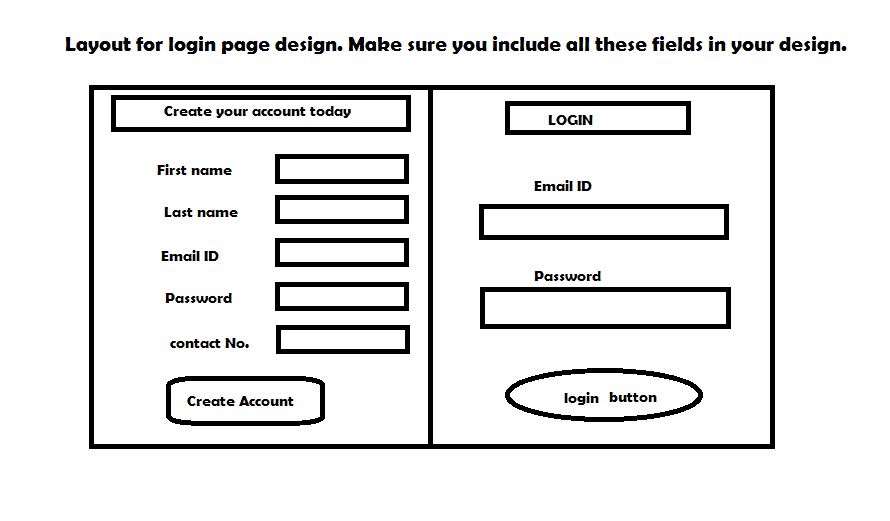 Layout for login page design. Make sure you include all these fields in your design.
Create your account today
First name
Last name
Email ID
Password
contact No.
Create Account
LOGIN
Email ID
Password
login button